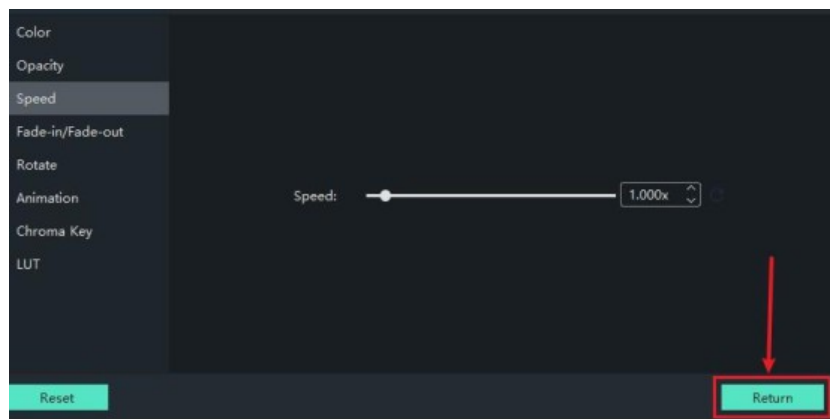 Color
Opacity
Speed
Fade-in/Fade-out
Rotate
Animation
Speed:
1.000x
Chroma Key
LUT
Reset
Return